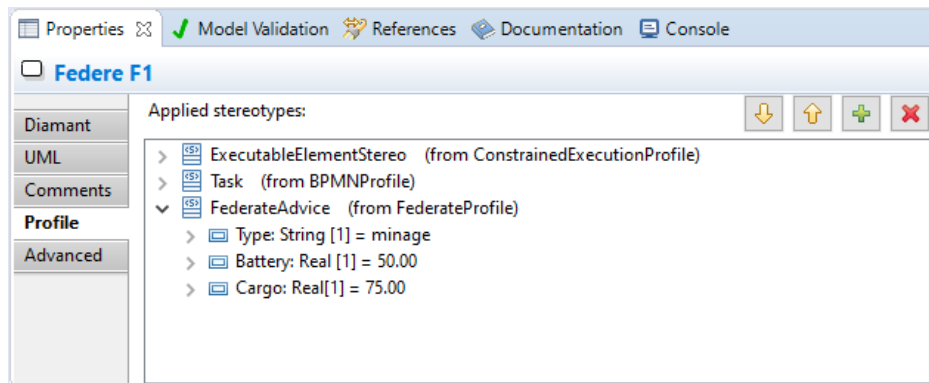 Properties Model Validation References Documentation Console
Federe F1
Applied stereotypes:
Diamant
UML
Comments
Profile
Advanced
ExecutableElementStereo (from ConstrainedExecutionProfile)
Task (from BPMNProfile)
FederateAdvice (from FederateProfile)
Type: String [1] = minage
Battery: Real [1] = 50.00
Cargo: Real[1] = 75.00